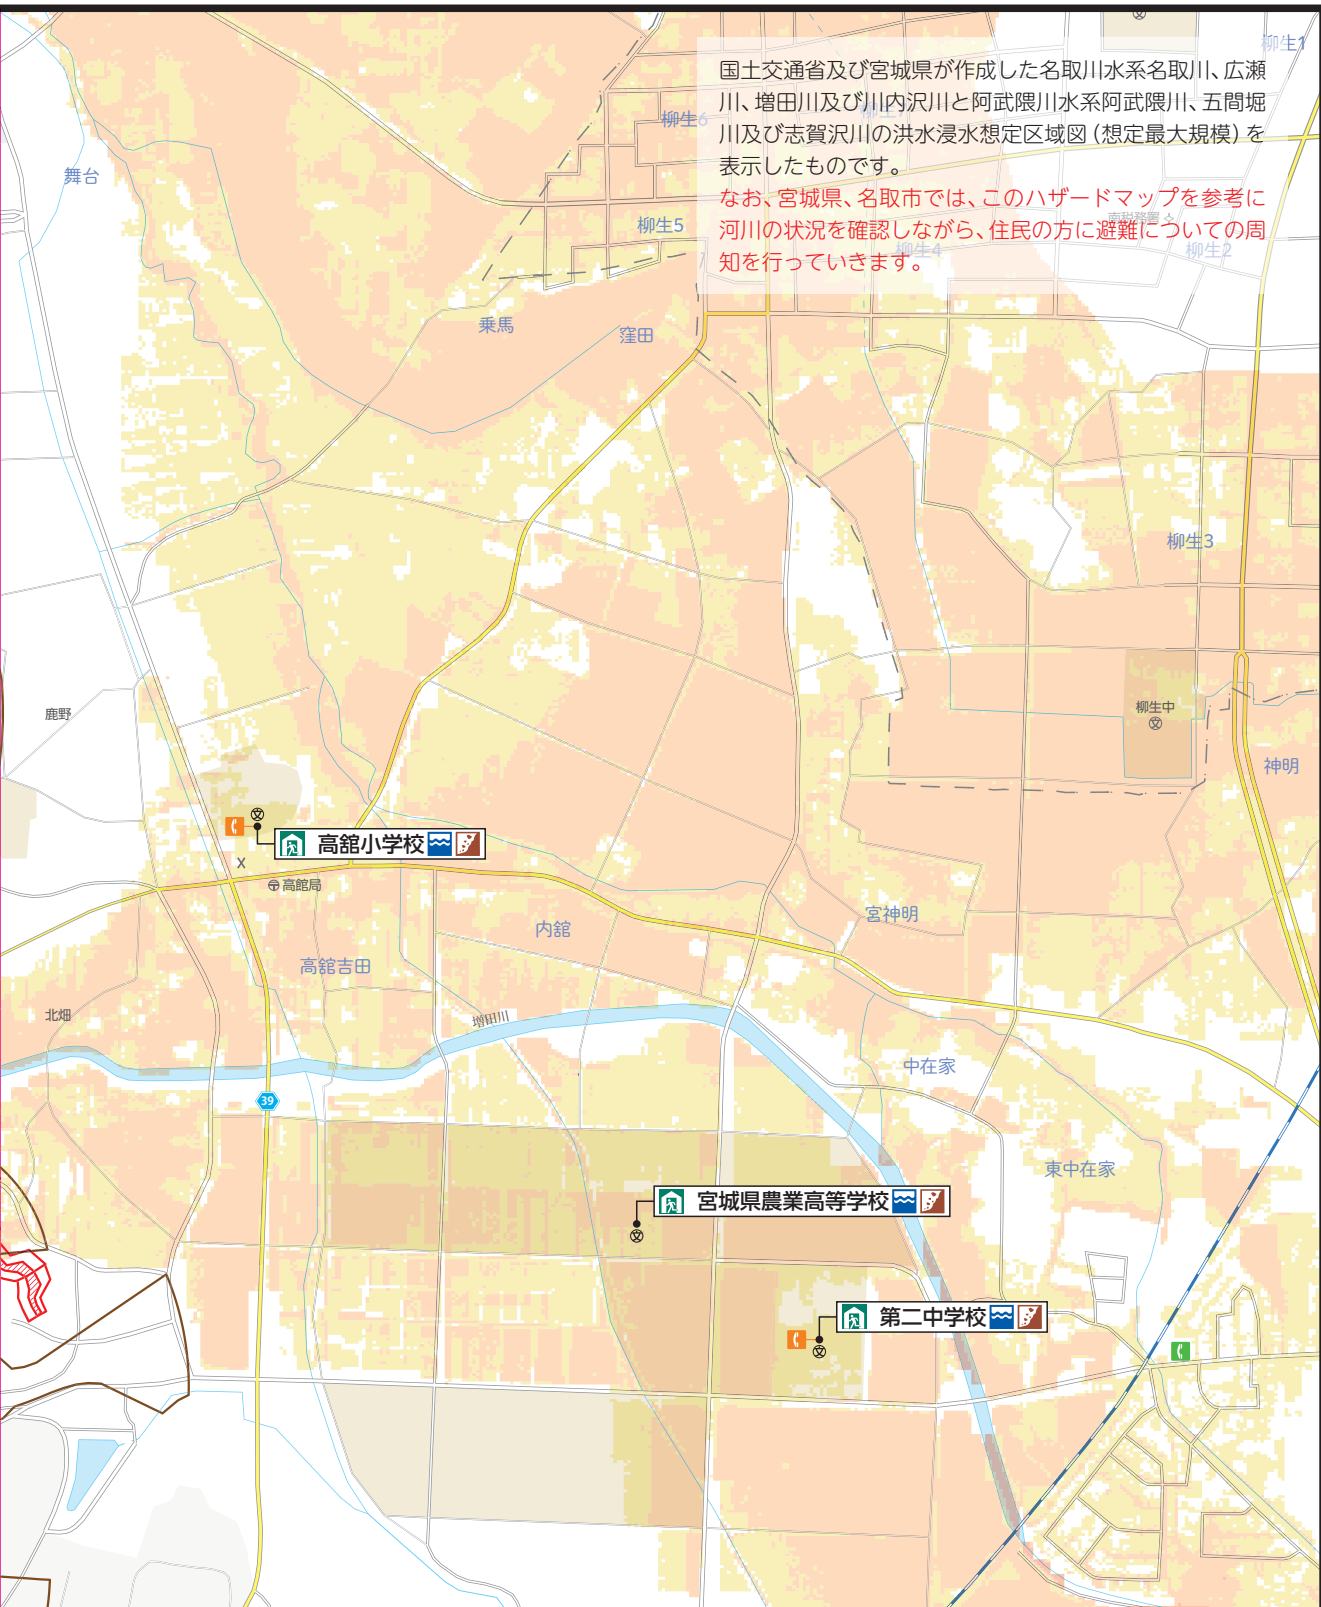 柳生1
国土交通省及び宮城県が作成した名取川水系名取川、広瀬
川、増田川及び川内沢川と阿武隈川水系阿武隈川、五間堀
川及び志賀沢川の洪水浸水想定区域図(想定最大規模)を
表示したものです。
なお、宮城県、名取市では、このハザードマップを参考に
河川の状況を確認しながら、住民の方に避難についての周
知を行っていきます。
柳生6
柳生7
舞台
柳生5
南税務署
柳生4
柳生2
乗馬
窪田
柳生3
鹿野
柳生中
文
神明
文
高舘小学校
X
高舘局
内舘
宮神明
高舘吉田
北畑
増田川
中在家
39
東中在家
宮城県農業高等学校
文
第二中学校
文